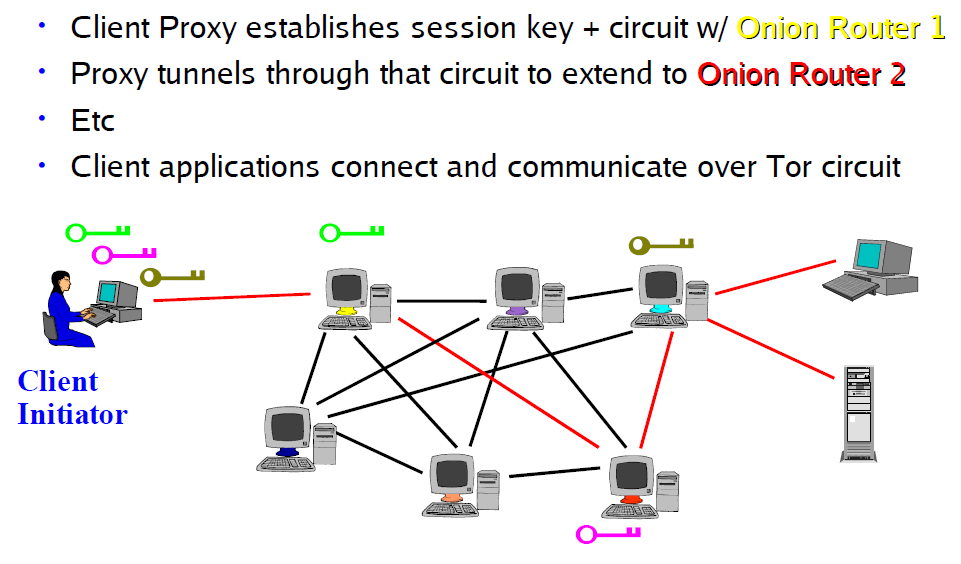 • Client Proxy establishes session key + circuit w/ Onion Router 1
• Proxy tunnels through that circuit to extend to Onion Router 2
• Etc
• Client applications connect and communicate over Tor circuit
Client
Initiator